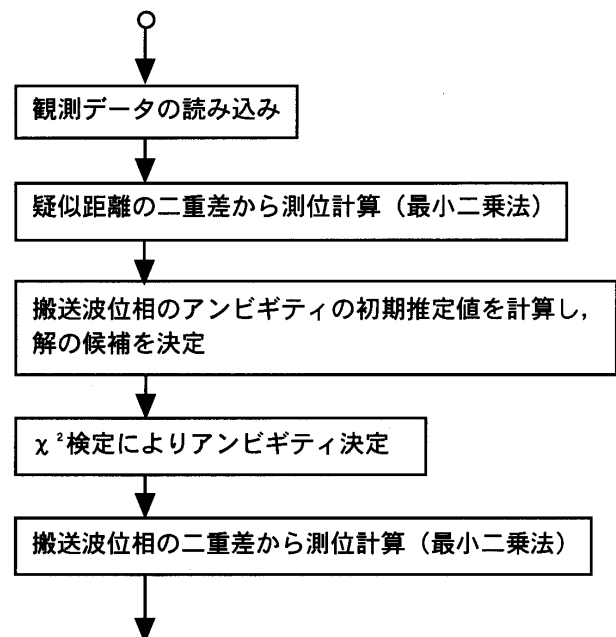 観測データの読み込み
疑似距離の二重差から測位計算（最小二乗法）
搬送波位相のアンビギティの初期推定値を計算し，
解の候補を決定
χ²検定によりアンビギティ決定
搬送波位相の二重差から測位計算（最小二乗法）